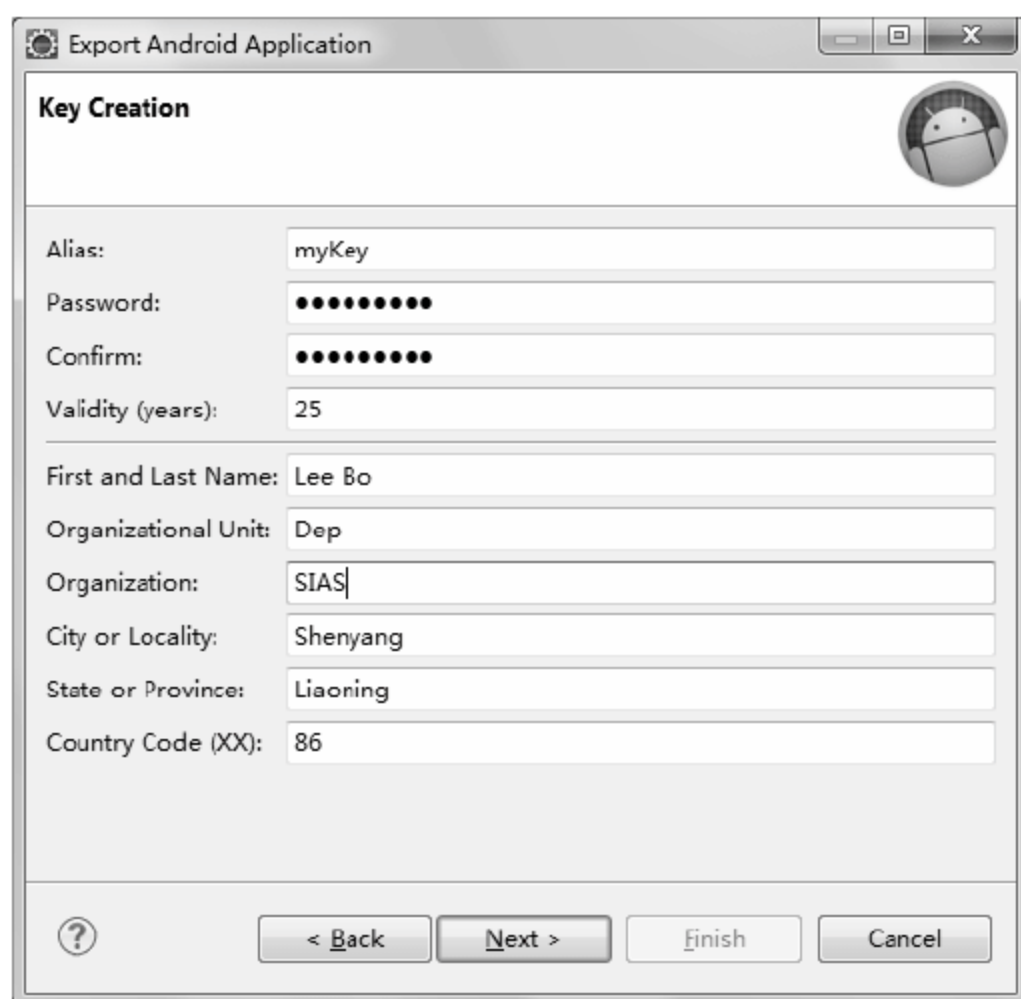 Export Android Application
Key Creation
Alias: myKey
Password: ●●●●●●●●●
Confirm: ●●●●●●●●●
Validity (years): 25
First and Last Name: Lee Bo
Organizational Unit: Dep
Organization: SIAS
City or Locality: Shenyang
State or Province: Liaoning
Country Code (XX): 86
? < Back Next > Finish Cancel